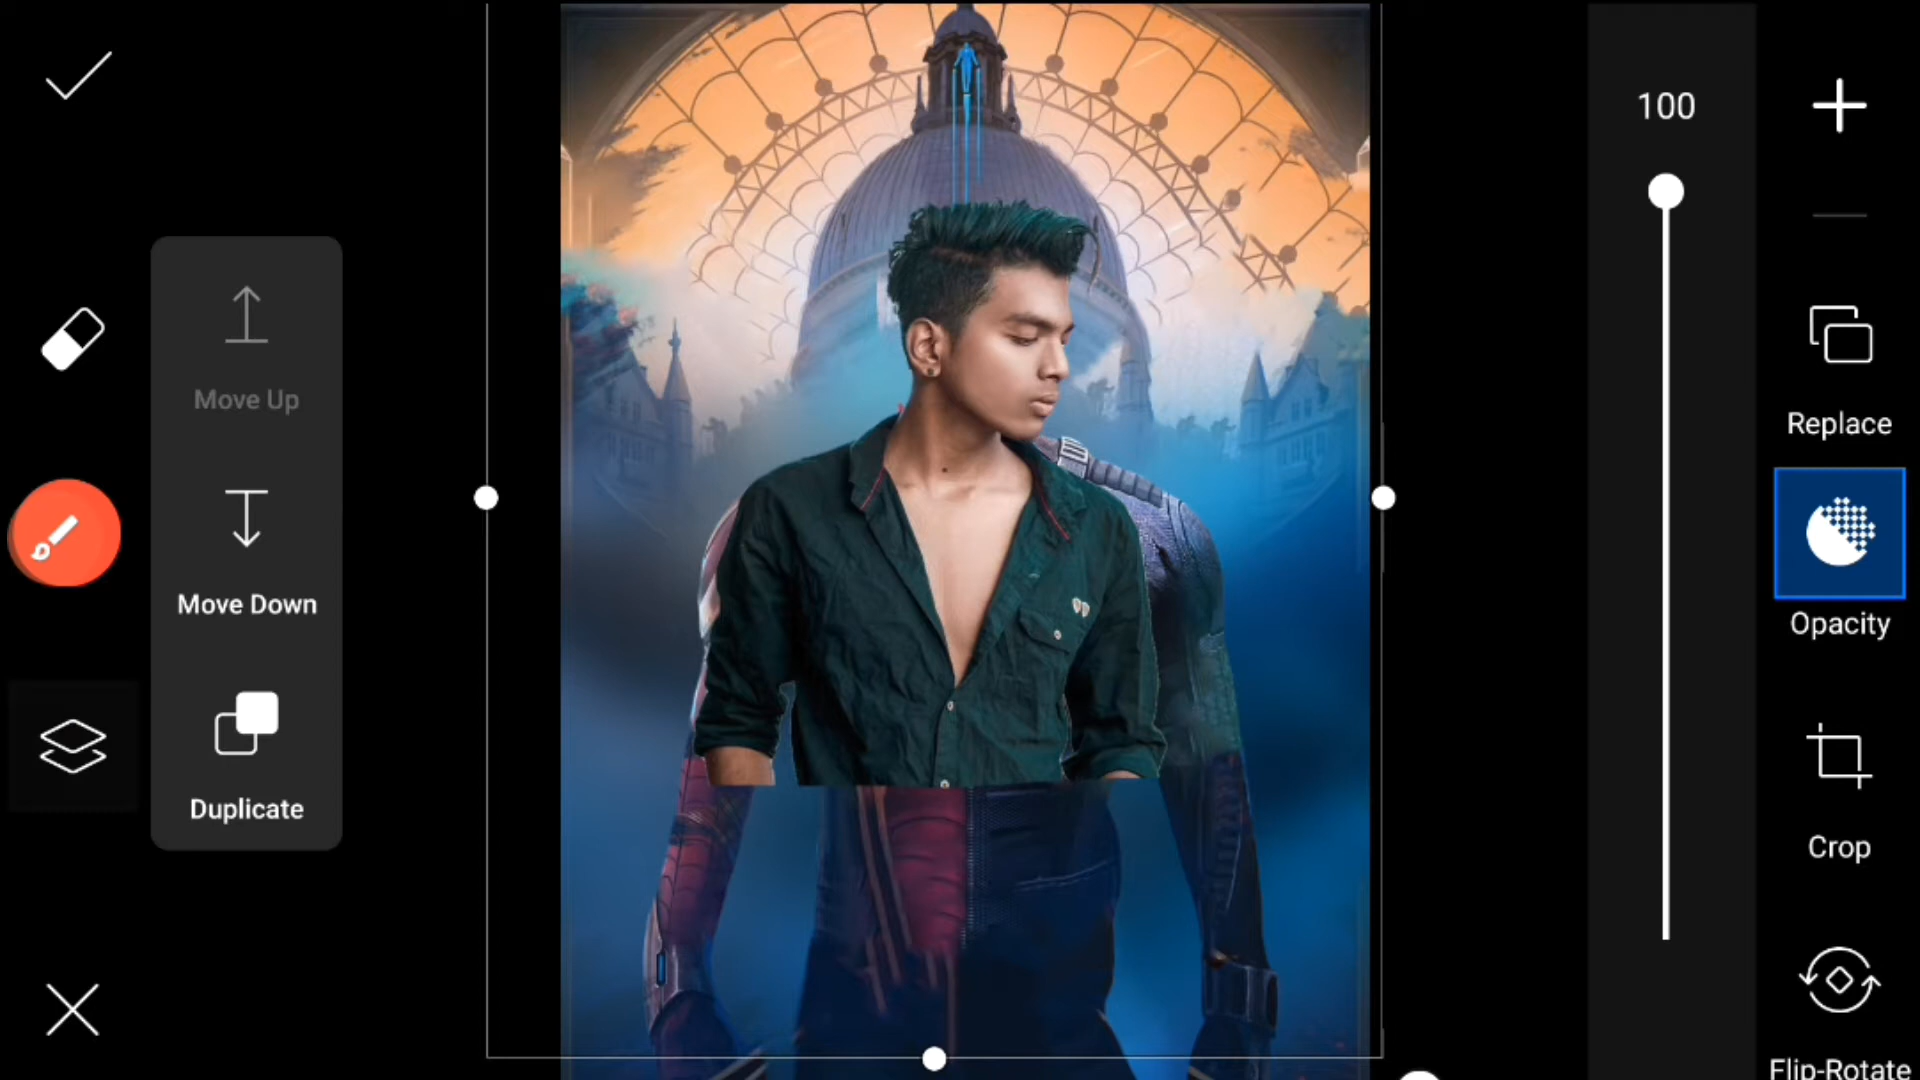 Move Up
Move Down
Duplicate
100
Replace
Opacity
Crop
Flip-Rotate